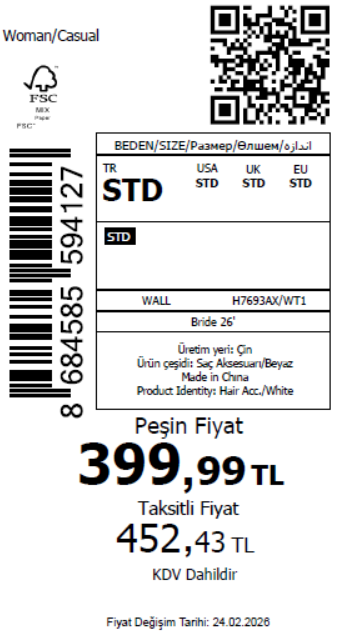 Woman/Casual
FSC
MIX
Paper
FSC™
BEDEN/SIZE/Размер/Өлшем/اندازه
TR USA UK EU
STD STD STD STD
STD
WALL H7693AX/WT1
Bride 26'
Üretim yeri: Çin
Ürün çeşidi: Saç Aksesuarı/Beyaz
Made in China
Product Identity: Hair Acc./White
8 684585 594127
Peşin Fiyat
399,99 TL
Taksitli Fiyat
452,43 TL
KDV Dahildir
Fiyat Değişim Tarihi: 24.02.2026